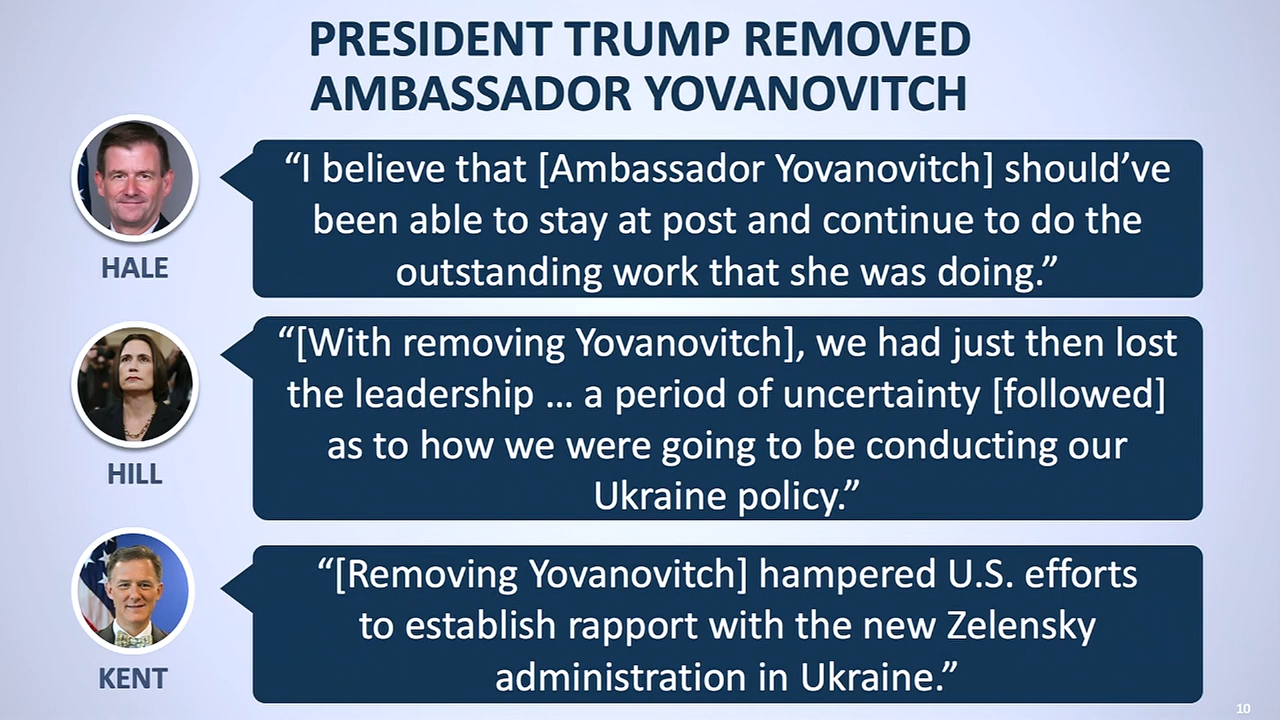 PRESIDENT TRUMP REMOVED
AMBASSADOR YOVANOVITCH
“I believe that [Ambassador Yovanovitch] should’ve
been able to stay at post and continue to do the
outstanding work that she was doing.”
HALE
“[With removing Yovanovitch], we had just then lost
the leadership … a period of uncertainty [followed]
as to how we were going to be conducting our
Ukraine policy.”
HILL
“[Removing Yovanovitch] hampered U.S. efforts
to establish rapport with the new Zelensky
administration in Ukraine.”
KENT
10